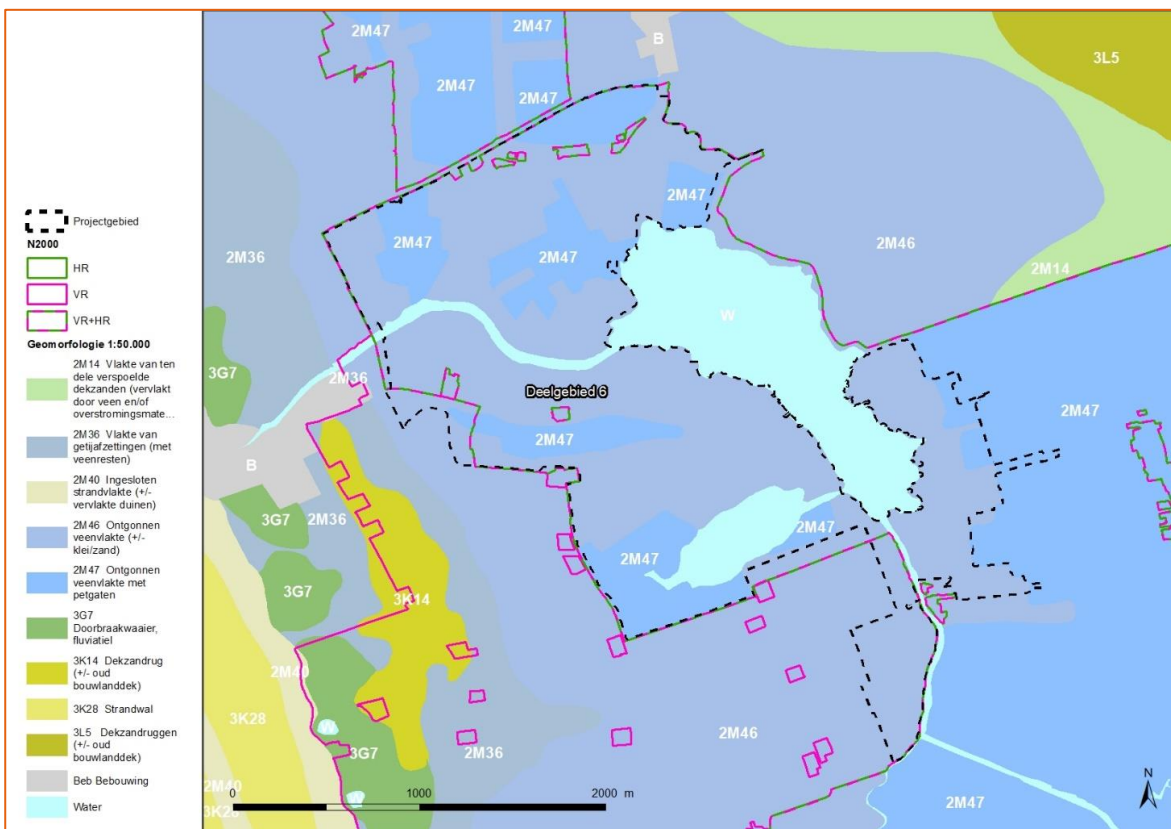 Projectgebied
N2000
HR
VR
VR+HR
Geomorfologie 1:50.000
2M14 Vlakte van ten
dele verspoelde
dekzanden (vervlakt
door veen en/of
overstromingsmate...
2M36 Vlakte van
getijafzettingen (met
veenresten)
2M40 Ingesloten
strandvlakte (+/-
vervlakte duinen)
2M46 Ontgonnen
veenvlakte (+/-
klei/zand)
2M47 Ontgonnen
veenvlakte met
petgaten
3G7
Doorbraakwaaier,
fluviatiel
3K14 Dekzandrug
(+/- oud
bouwlanddek)
3K28 Strandwal
3L5 Dekzandruggen
(+/- oud
bouwlanddek)
Beb Bebouwing
Water
2M47
2M47
B
3L5
2M47
2M47
2M47
2M47
2M46
2M36
2M47
2M14
W
3G7
2M36
Deelgebied 6
2M47
2M47
B
3G7
2M36
2M47
2M47
3G7
3K14
2M40
3K28
W
3G7
2M36
2M46
2M40
W
3K28
2M47
0 1000 2000 m
N